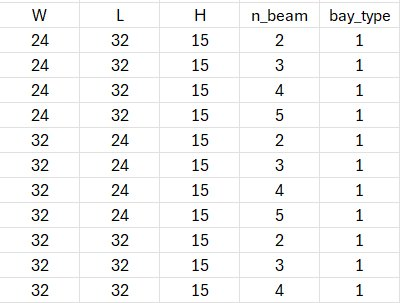 W L H n_beam bay_type
24 32 15 2 1
24 32 15 3 1
24 32 15 4 1
24 32 15 5 1
32 24 15 2 1
32 24 15 3 1
32 24 15 4 1
32 24 15 5 1
32 32 15 2 1
32 32 15 3 1
32 32 15 4 1